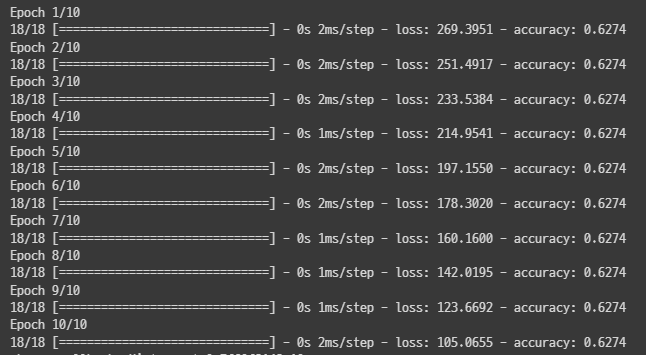 Epoch 1/10
18/18 [==============================] - 0s 2ms/step - loss: 269.3951 - accuracy: 0.6274
Epoch 2/10
18/18 [==============================] - 0s 2ms/step - loss: 251.4917 - accuracy: 0.6274
Epoch 3/10
18/18 [==============================] - 0s 2ms/step - loss: 233.5384 - accuracy: 0.6274
Epoch 4/10
18/18 [==============================] - 0s 1ms/step - loss: 214.9541 - accuracy: 0.6274
Epoch 5/10
18/18 [==============================] - 0s 2ms/step - loss: 197.1550 - accuracy: 0.6274
Epoch 6/10
18/18 [==============================] - 0s 2ms/step - loss: 178.3020 - accuracy: 0.6274
Epoch 7/10
18/18 [==============================] - 0s 1ms/step - loss: 160.1600 - accuracy: 0.6274
Epoch 8/10
18/18 [==============================] - 0s 1ms/step - loss: 142.0195 - accuracy: 0.6274
Epoch 9/10
18/18 [==============================] - 0s 1ms/step - loss: 123.6692 - accuracy: 0.6274
Epoch 10/10
18/18 [==============================] - 0s 2ms/step - loss: 105.0655 - accuracy: 0.6274